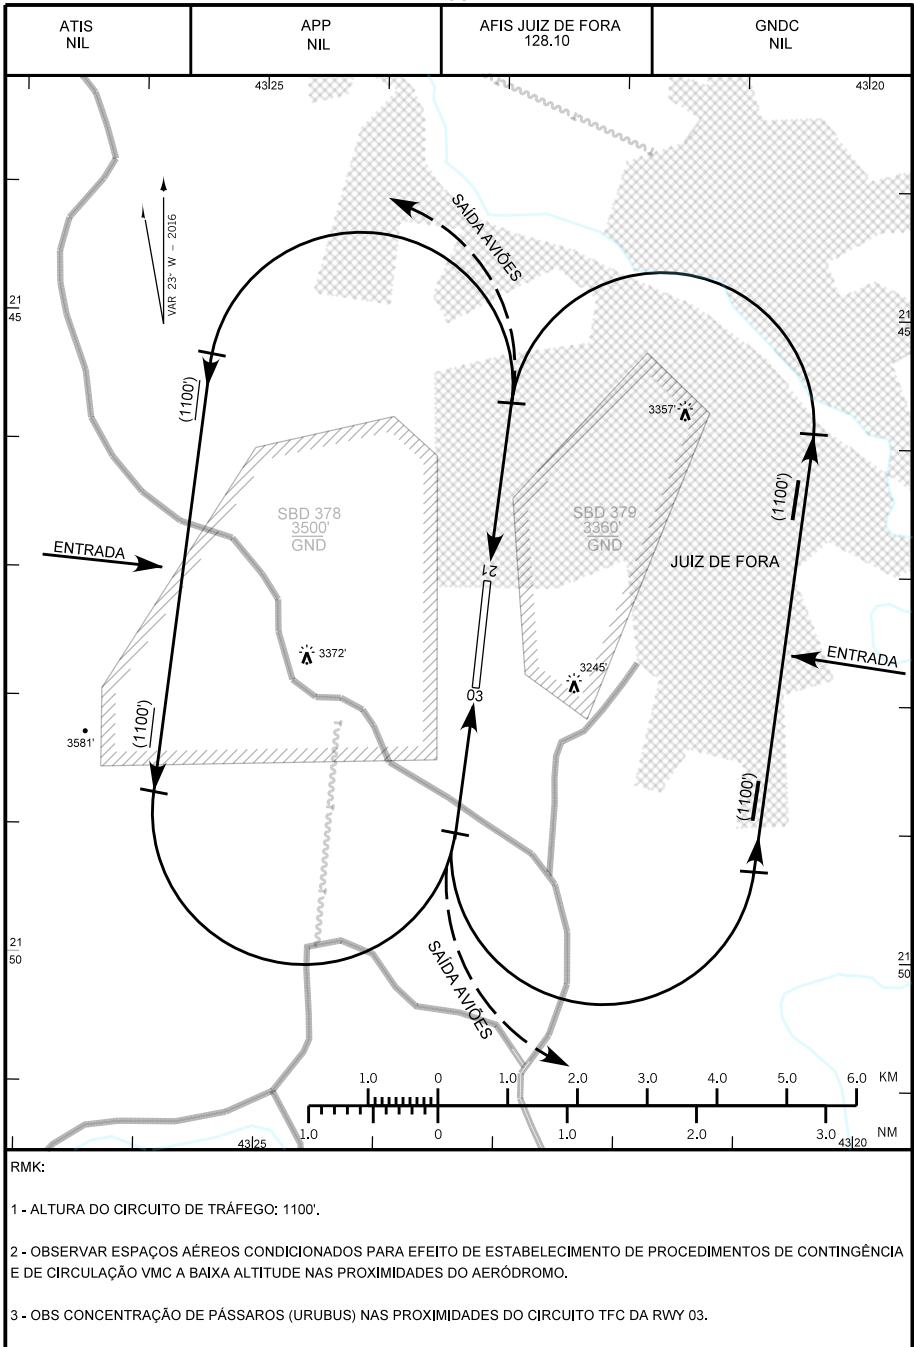 ATIS
NIL
APP
NIL
AFIS JUIZ DE FORA
128.10
GNDC
NIL
43 25
43 20
VAR 23° W - 2016
SAÍDA AVIÕES
21
45
21
45
(1100')
3357'
(1100')
SBD 378
3500'
GND
SBD 379
3360'
GND
ENTRADA
21
JUIZ DE FORA
3372'
3245'
ENTRADA
03
(1100')
3581'
(1100')
21
50
21
50
SAÍDA AVIÕES
1.0 0 1.0 2.0 3.0 4.0 5.0 6.0 KM
1.0 0 1.0 2.0 3.0 NM
43 25
43 20
RMK:
1 - ALTURA DO CIRCUITO DE TRÁFEGO: 1100'.
2 - OBSERVAR ESPAÇOS AÉREOS CONDICIONADOS PARA EFEITO DE ESTABELECIMENTO DE PROCEDIMENTOS DE CONTINGÊNCIA
E DE CIRCULAÇÃO VMC A BAIXA ALTITUDE NAS PROXIMIDADES DO AERÓDROMO.
3 - OBS CONCENTRAÇÃO DE PÁSSAROS (URUBUS) NAS PROXIMIDADES DO CIRCUITO TFC DA RWY 03.